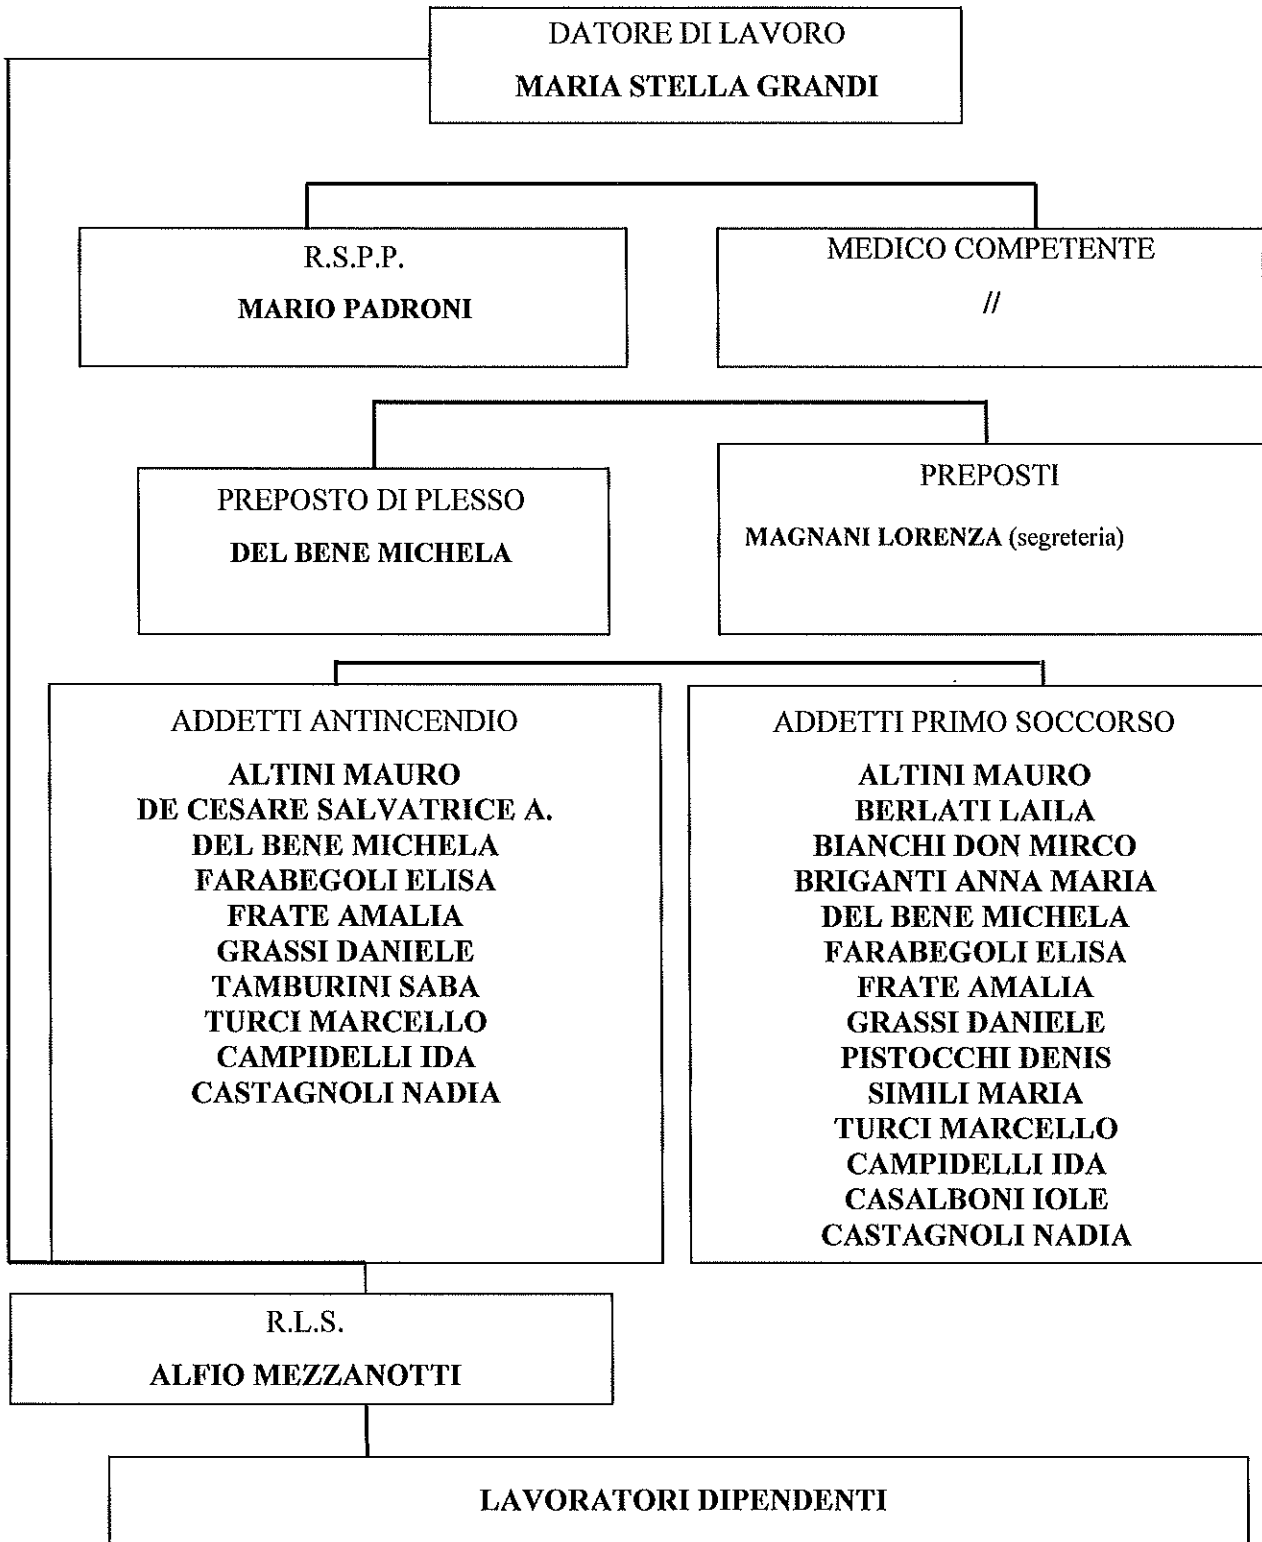 DATORE DI LAVORO
MARIA STELLA GRANDI
R.S.P.P.
MARIO PADRONI
MEDICO COMPETENTE
//
PREPOSTO DI PLESSO
DEL BENE MICHELA
PREPOSTI
MAGNANI LORENZA (segreteria)
ADDETTI ANTINCENDIO
ALTINI MAURO
DE CESARE SALVATRICE A.
DEL BENE MICHELA
FARABEGOLI ELISA
FRATE AMALIA
GRASSI DANIELE
TAMBURINI SABA
TURCI MARCELLO
CAMPIDELLI IDA
CASTAGNOLI NADIA
ADDETTI PRIMO SOCCORSO
ALTINI MAURO
BERLATI LAILA
BIANCHI DON MIRCO
BRIGANTI ANNA MARIA
DEL BENE MICHELA
FARABEGOLI ELISA
FRATE AMALIA
GRASSI DANIELE
PISTOCCHI DENIS
SIMILI MARIA
TURCI MARCELLO
CAMPIDELLI IDA
CASALBONI IOLE
CASTAGNOLI NADIA
R.L.S.
ALFIO MEZZANOTTI
LAVORATORI DIPENDENTI